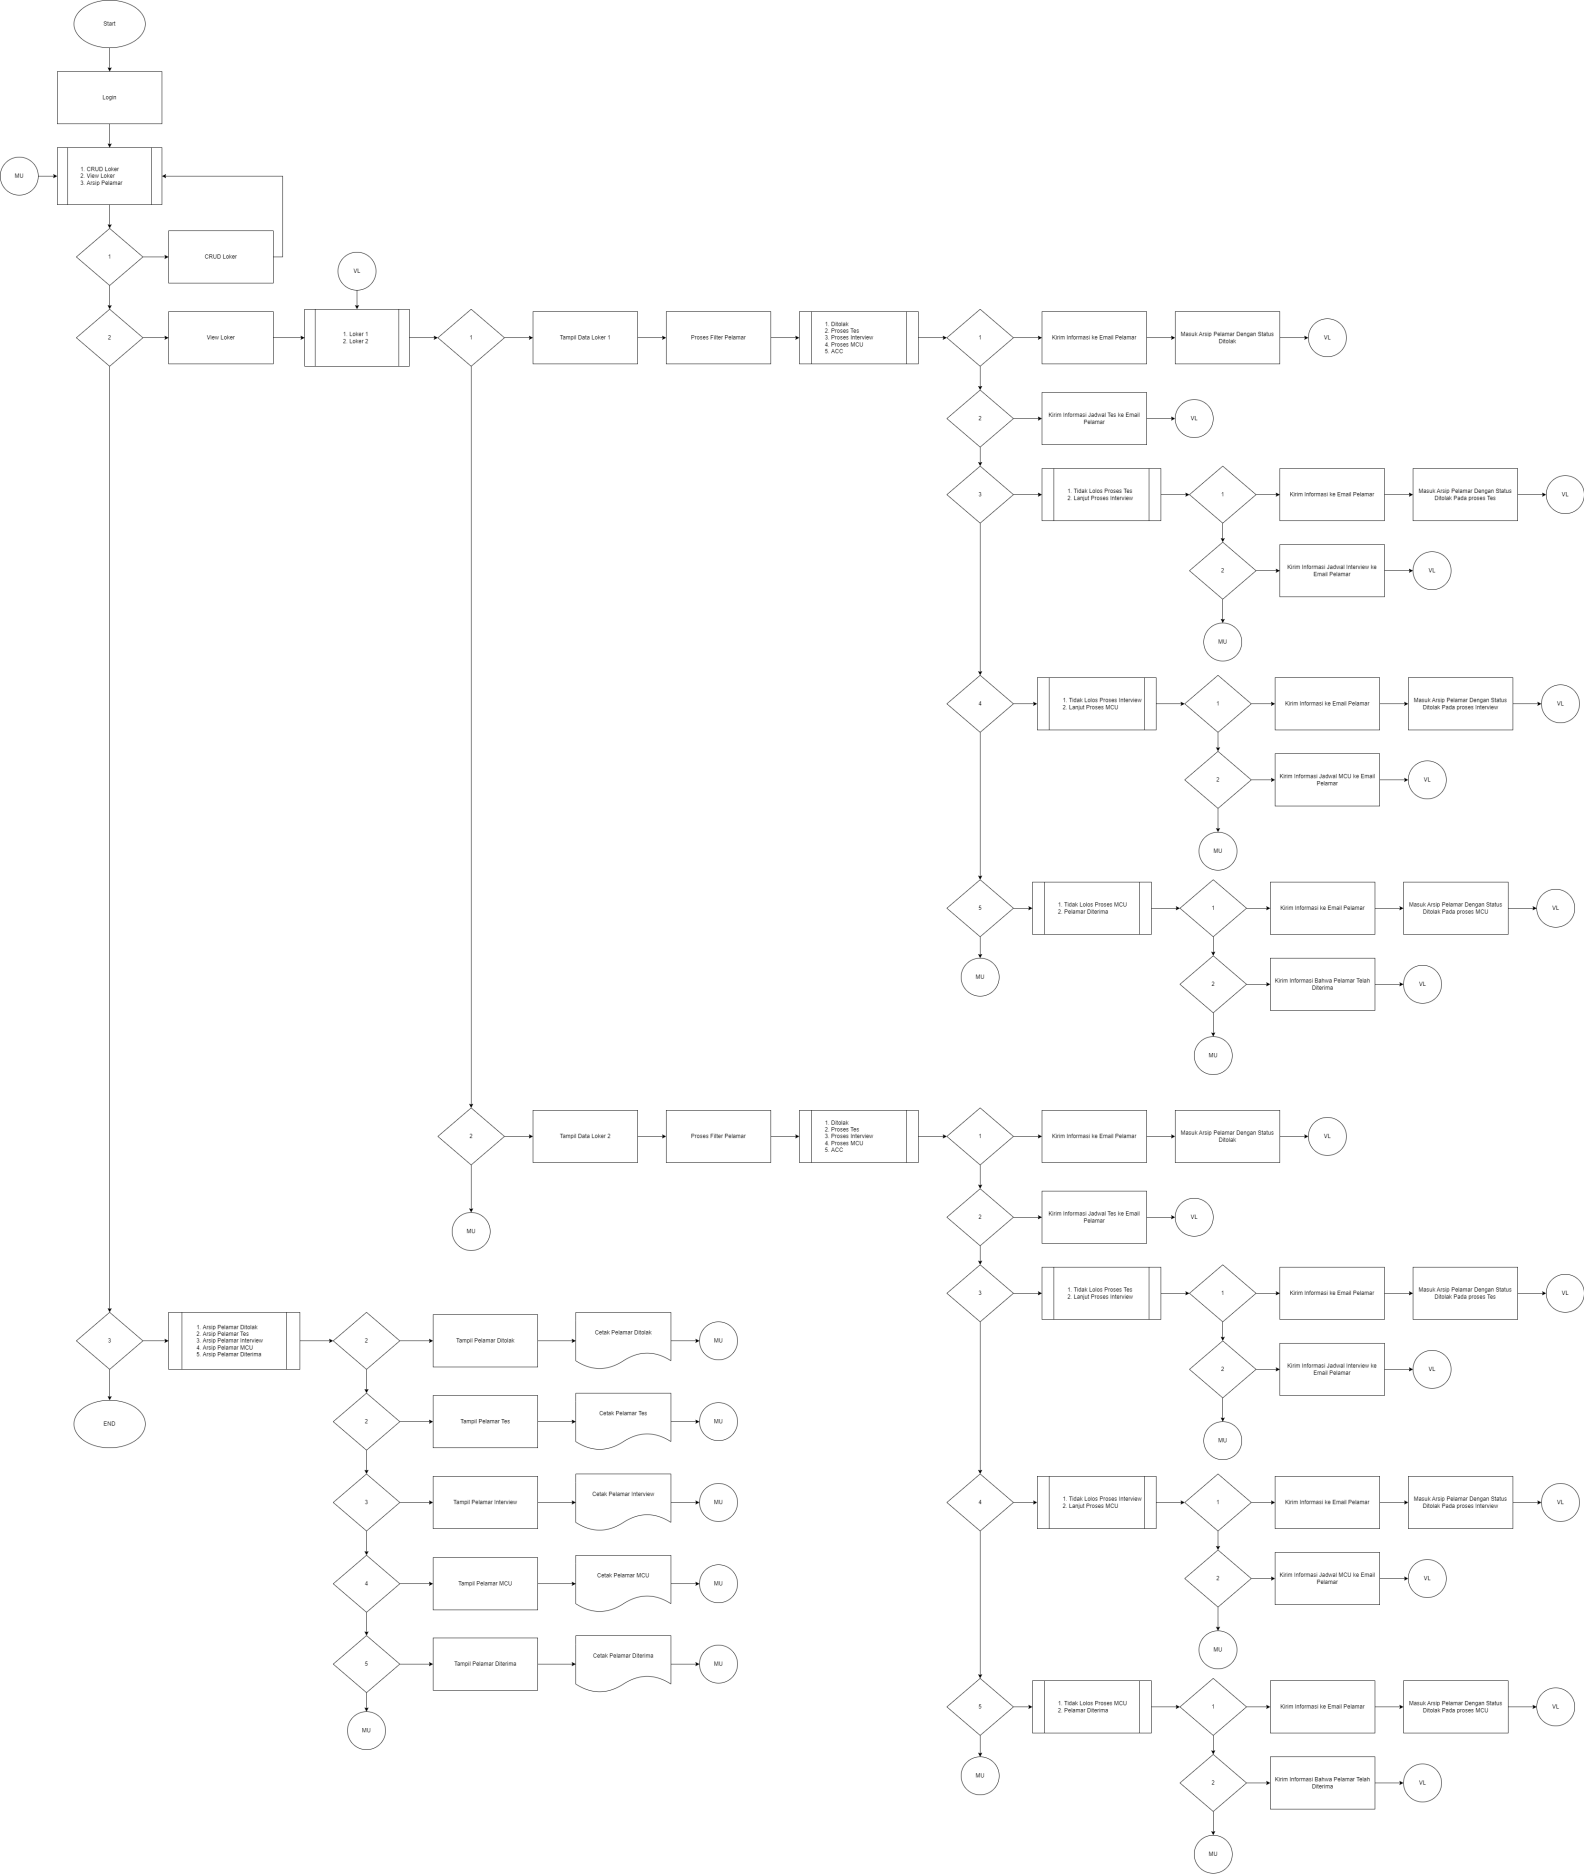 Start
Login
MU
1. CRUD Loker
2. View Loker
3. Arsip Pelamar
1
CRUD Loker
VL
2
View Loker
1. Loker 1
2. Loker 2
1
Tampil Data Loker 1
Proses Filter Pelamar
1. Ditolak
2. Proses Tes
3. Proses Interview
4. Proses MCU
5. ACC
1
Kirim Informasi ke Email Pelamar
Masuk Arsip Pelamar Dengan Status
Ditolak
VL
2
Kirim Informasi Jadwal Tes ke Email
Pelamar
VL
3
1. Tidak Lolos Proses Tes
2. Lanjut Proses Interview
1
Kirim Informasi ke Email Pelamar
Masuk Arsip Pelamar Dengan Status
Ditolak Pada proses Tes
VL
2
Kirim Informasi Jadwal Interview ke
Email Pelamar
VL
MU
4
1. Tidak Lolos Proses Interview
2. Lanjut Proses MCU
1
Kirim Informasi ke Email Pelamar
Masuk Arsip Pelamar Dengan Status
Ditolak Pada proses Interview
VL
2
Kirim Informasi Jadwal MCU ke Email
Pelamar
VL
MU
5
1. Tidak Lolos Proses MCU
2. Pelamar Diterima
1
Kirim Informasi ke Email Pelamar
Masuk Arsip Pelamar Dengan Status
Ditolak Pada proses MCU
VL
MU
2
Kirim Informasi Bahwa Pelamar Telah
Diterima
VL
MU
2
Tampil Data Loker 2
Proses Filter Pelamar
1. Ditolak
2. Proses Tes
3. Proses Interview
4. Proses MCU
5. ACC
1
Kirim Informasi ke Email Pelamar
Masuk Arsip Pelamar Dengan Status
Ditolak
VL
MU
2
Kirim Informasi Jadwal Tes ke Email
Pelamar
VL
3
1. Tidak Lolos Proses Tes
2. Lanjut Proses Interview
1
Kirim Informasi ke Email Pelamar
Masuk Arsip Pelamar Dengan Status
Ditolak Pada proses Tes
VL
2
Kirim Informasi Jadwal Interview ke
Email Pelamar
VL
MU
4
1. Tidak Lolos Proses Interview
2. Lanjut Proses MCU
1
Kirim Informasi ke Email Pelamar
Masuk Arsip Pelamar Dengan Status
Ditolak Pada proses Interview
VL
2
Kirim Informasi Jadwal MCU ke Email
Pelamar
VL
MU
5
1. Tidak Lolos Proses MCU
2. Pelamar Diterima
1
Kirim Informasi ke Email Pelamar
Masuk Arsip Pelamar Dengan Status
Ditolak Pada proses MCU
VL
MU
2
Kirim Informasi Bahwa Pelamar Telah
Diterima
VL
MU
3
1. Arsip Pelamar Ditolak
2. Arsip Pelamar Tes
3. Arsip Pelamar Interview
4. Arsip Pelamar MCU
5. Arsip Pelamar Diterima
2
Tampil Pelamar Ditolak
Cetak Pelamar Ditolak
MU
END
2
Tampil Pelamar Tes
Cetak Pelamar Tes
MU
3
Tampil Pelamar Interview
Cetak Pelamar Interview
MU
4
Tampil Pelamar MCU
Cetak Pelamar MCU
MU
5
Tampil Pelamar Diterima
Cetak Pelamar Diterima
MU
MU